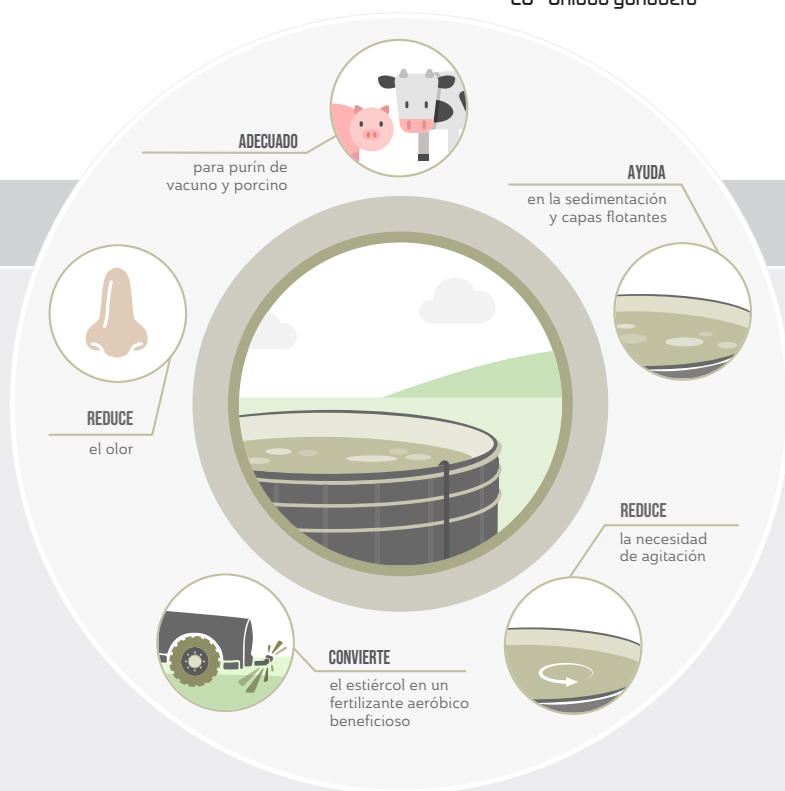 ADECUADO
para purín de
vacuno y porcino
AYUDA
en la sedimentación
y capas flotantes
REDUCE
el olor
REDUCE
la necesidad
de agitación
CONVIERTE
el estiércol en un
fertilizante aeróbico
beneficioso